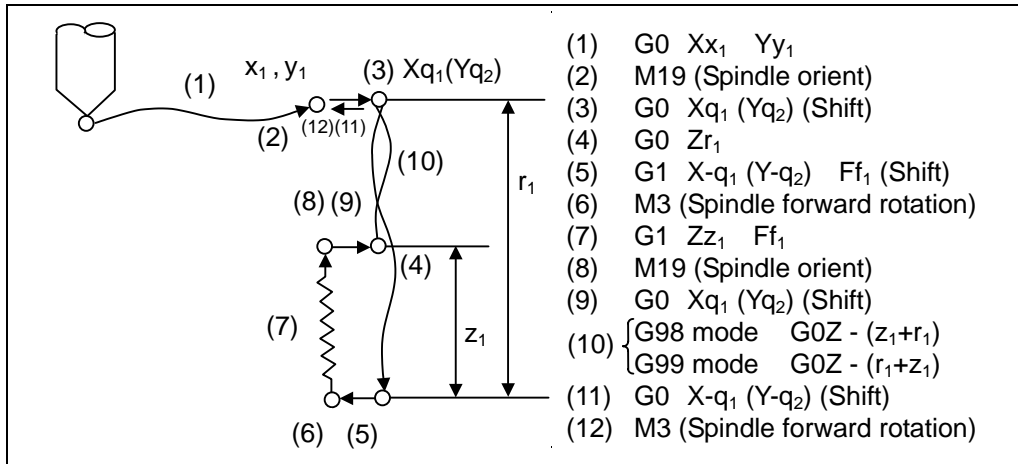 (1)
x₁ , y₁
(3) Xq₁(Yq₂)
(2)
(12)(11)
(10)
r₁
(8) (9)
(4)
(7)
z₁
(6) (5)
(1) G0 Xx₁ Yy₁
(2) M19 (Spindle orient)
(3) G0 Xq₁ (Yq₂) (Shift)
(4) G0 Zr₁
(5) G1 X-q₁ (Y-q₂) Ff₁ (Shift)
(6) M3 (Spindle forward rotation)
(7) G1 Zz₁ Ff₁
(8) M19 (Spindle orient)
(9) G0 Xq₁ (Yq₂) (Shift)
(10) G98 mode G0Z - (z₁+r₁)
G99 mode G0Z - (r₁+z₁)
(11) G0 X-q₁ (Y-q₂) (Shift)
(12) M3 (Spindle forward rotation)